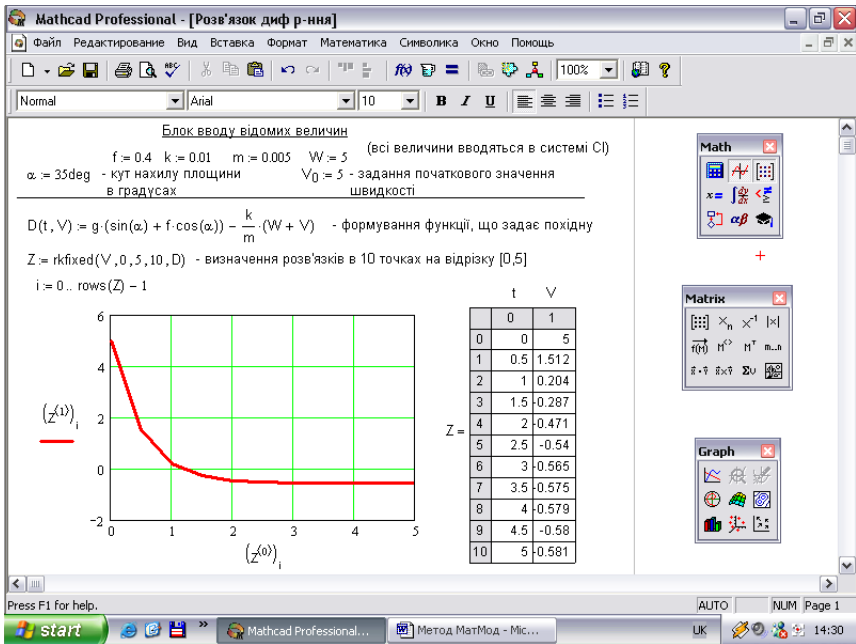 Mathcad Professional - [Розв'язок диф р-ння]
Файл Редактирование Вид Вставка Формат Математика Символика Окно Помощь
100%
Normal Arial 10 B I U
Блок вводу відомих величин
f := 0.4 k := 0.01 m := 0.005 W := 5 (всі величини вводяться в системі СІ)
α := 35deg - кут нахилу площини в градусах V₀ := 5 - задання початкового значення швидкості
D(t, V) := g·(sin(α) + f·cos(α)) − k/m·(W + V) - формування функції, що задає похідну
Z := rkfixed(V, 0, 5, 10, D) - визначення розв'язків в 10 точках на відрізку [0,5]
i := 0 .. rows(Z) − 1
6
4
2
0
−2
0 1 2 3 4 5
(Z⟨1⟩)i
(Z⟨0⟩)i
t V
0 1
Z =
0 0 5
1 0.5 1.512
2 1 0.204
3 1.5 -0.287
4 2 -0.471
5 2.5 -0.54
6 3 -0.565
7 3.5 -0.575
8 4 -0.579
9 4.5 -0.58
10 5 -0.581
Math
αβ
Matrix
Graph
Press F1 for help.
AUTO NUM Page 1
start
Mathcad Professional...
Метод МатМод - Mic...
UK
14:30